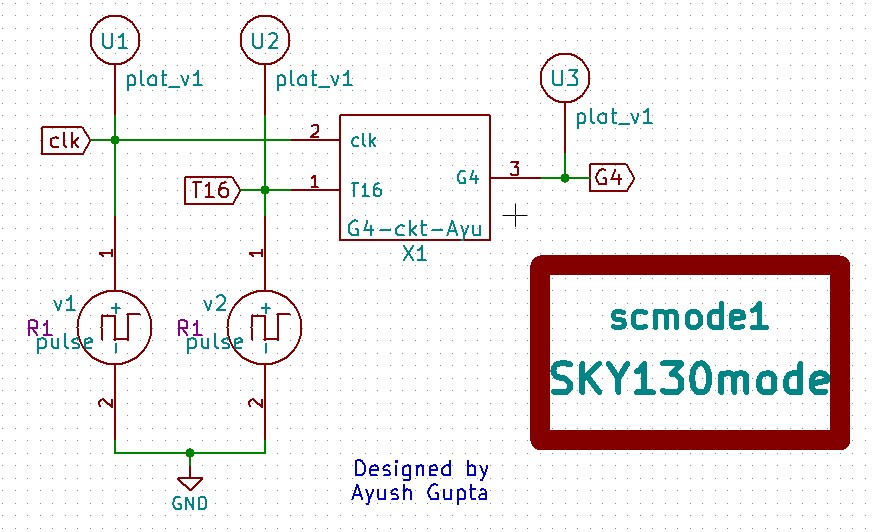 U1
U2
U3
plat_v1
plat_v1
plat_v1
clk
2
clk
T16
1
T16
G4
3
G4
G4-ckt-Ayu
X1
1
1
v1
v2
R1
R1
pulse
pulse
+
+
-
-
2
2
GND
scmode1
SKY130mode
Designed by
Ayush Gupta